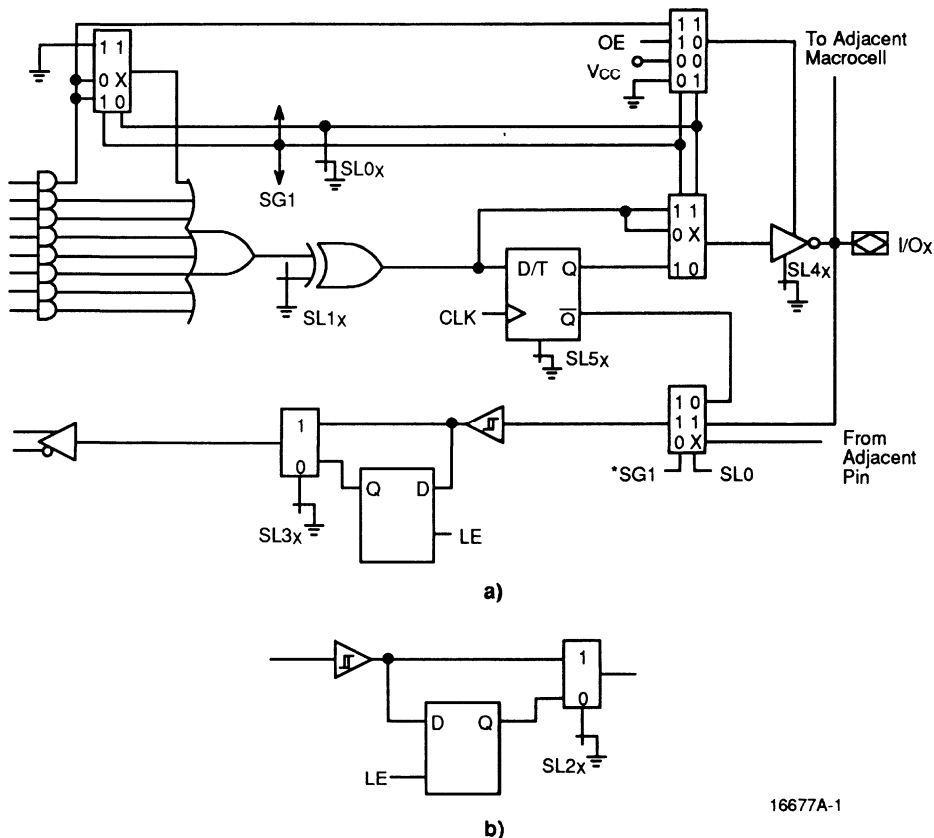 1 1
0 X
1 0
OE
VCC
1 1
1 0
0 0
0 1
To Adjacent
Macrocell
SG1
SL0x
1 1
0 X
1 0
SL1x
D/T Q
CLK
Q
SL5x
SL4x
I/Ox
1 0
1 1
0 X
*SG1
SL0
From
Adjacent
Pin
1
0
SL3x
Q D
LE
a)
D Q
LE
1
0
SL2x
b)
16677A-1